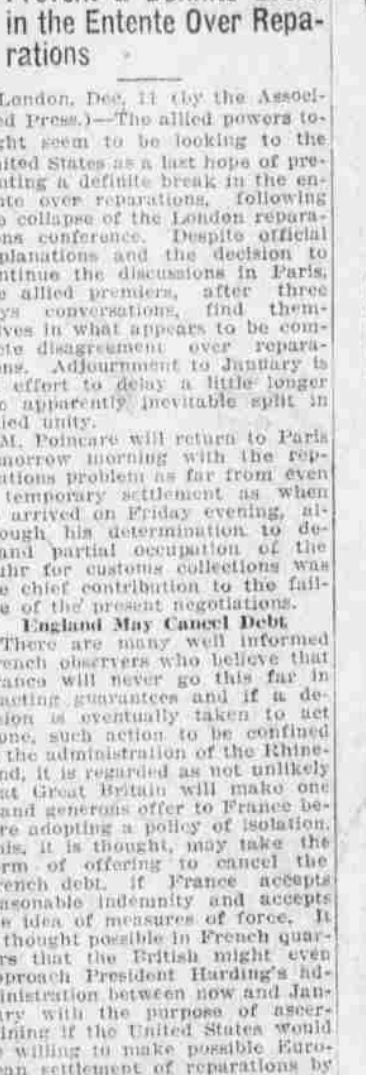 in the Entente Over Repa-
rations
London, Dec. 11 (by the Associ-
ed Press.)—The allied powers to-
ght seem to be looking to the
ited States as a last hope of pre-
nting a definite break in the en-
te over reparations, following
e collapse of the London repara-
ons conference. Despite official
planations and the decision to
ntinue the discussions in Paris,
e allied premiers, after three
ys conversations, find them-
lves in what appears to be com-
ete disagreement over repara-
ons. Adjournment to January is
effort to delay a little longer
e apparently inevitable split in
lied unity.
M. Poincare will return to Paris
morrow morning with the rep-
ations problem as far from even
temporary settlement as when
arrived on Friday evening, al-
ough his determination to de-
and partial occupation of the
uhr for customs collections was
e chief contribution to the fail-
e of the present negotiations.
England May Cancel Debt
There are many well informed
rench observers who believe that
rance will never go this far in
acting guarantees and if a de-
sion is eventually taken to act
one, such action to be confined
the administration of the Rhine-
nd, it is regarded as not unlikely
at Great Britain will make one
and generous offer to France be-
re adopting a policy of isolation.
his, it is thought, may take the
orm of offering to cancel the
rench debt, if France accepts
asonable indemnity and accepts
e idea of measures of force. It
thought possible in French quar-
rs that the British might even
pproach President Harding's ad-
inistration between now and Jan-
ary with the purpose of ascer-
ining if the United States would
e willing to make possible Euro-
ean settlement of reparations by